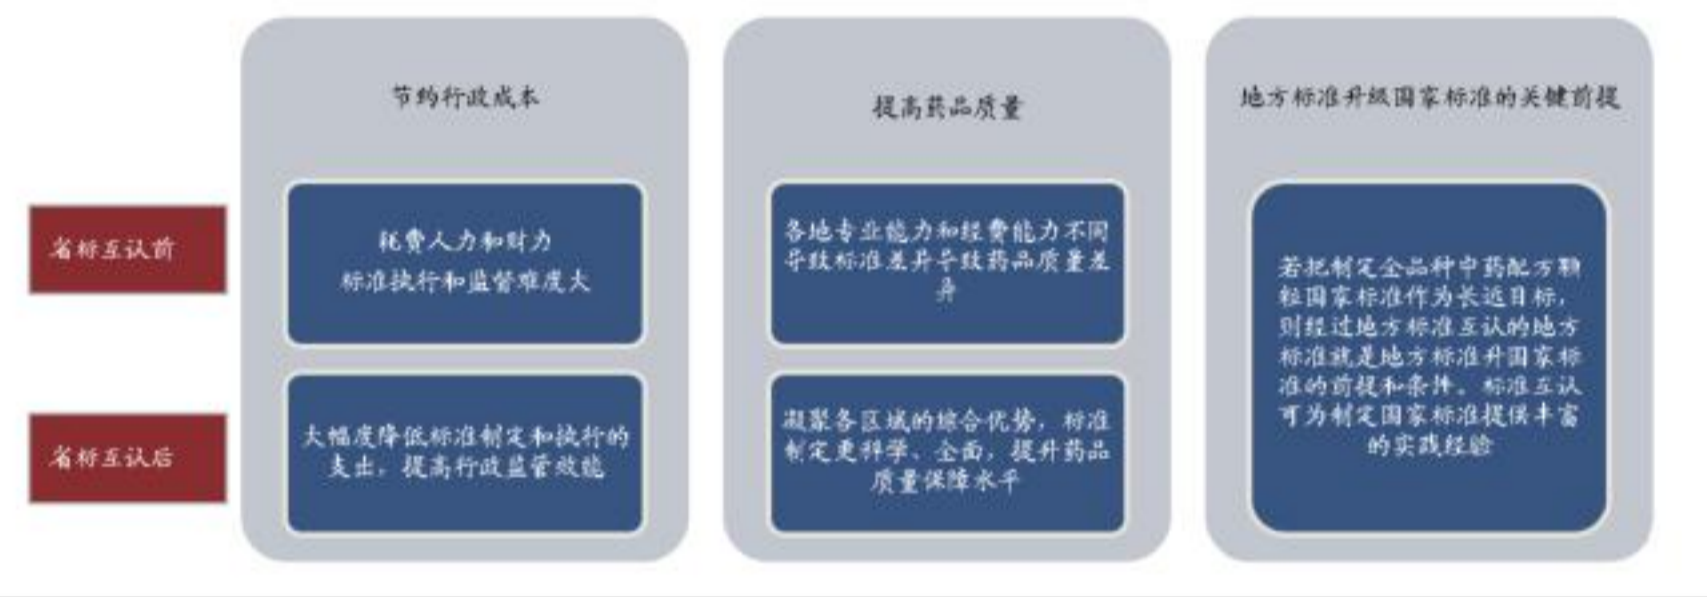 节约行政成本
提高药品质量
地方标准升级国家标准的关键前提
省标互认前
耗费人力和财力
标准执行和监督难度大
各地专业能力和经费能力不同
导致标准差异导致药品质量差
异
省标互认后
大幅度降低标准制定和执行的
支出，提高行政监管效能
凝聚各区域的综合优势，标准
制定更科学、全面，提升药品
质量保障水平
若把制定全品种中药配方颗
粒国家标准作为长远目标，
则经过地方标准互认的地方
标准就是地方标准升国家标
准的前提和条件。标准互认
可为制定国家标准提供丰富
的实践经验